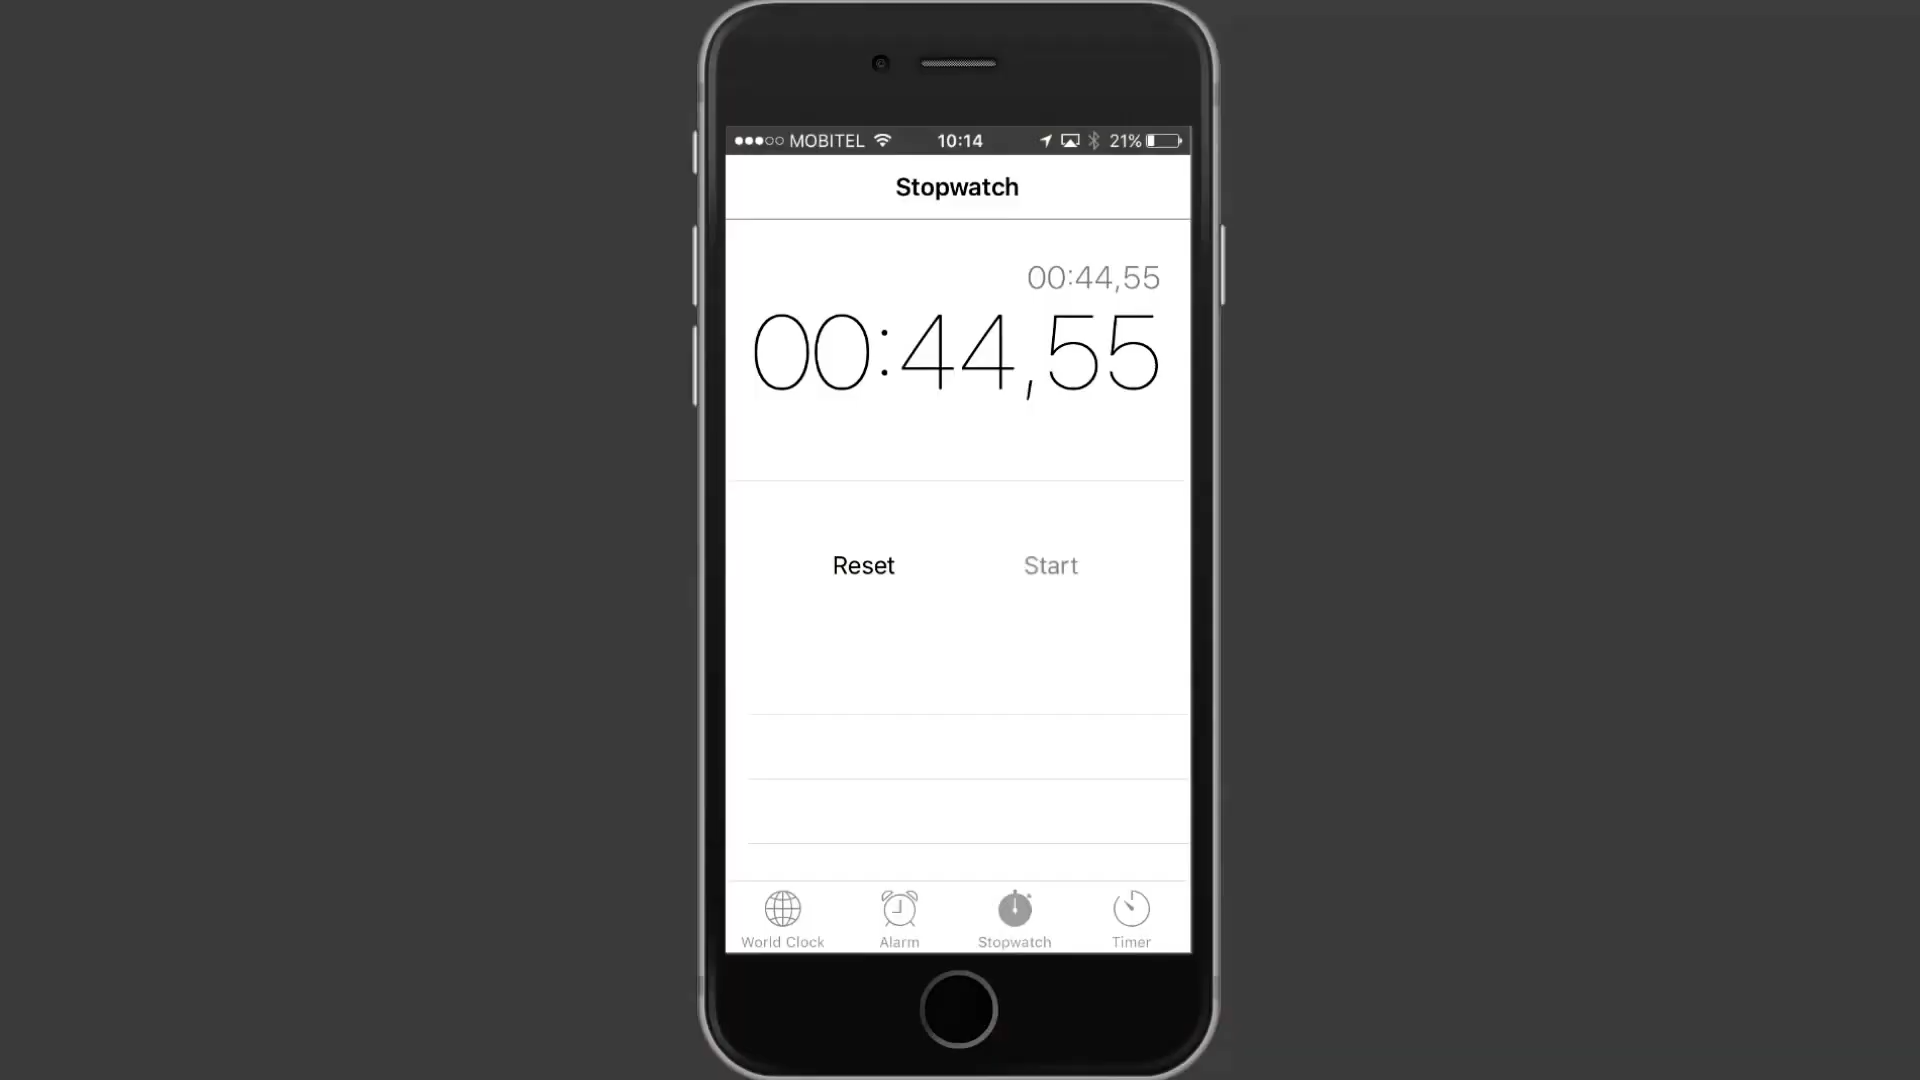 MOBITEL 10:14 21%
Stopwatch
00:44,55
00:44,55
Reset Start
World Clock Alarm Stopwatch Timer